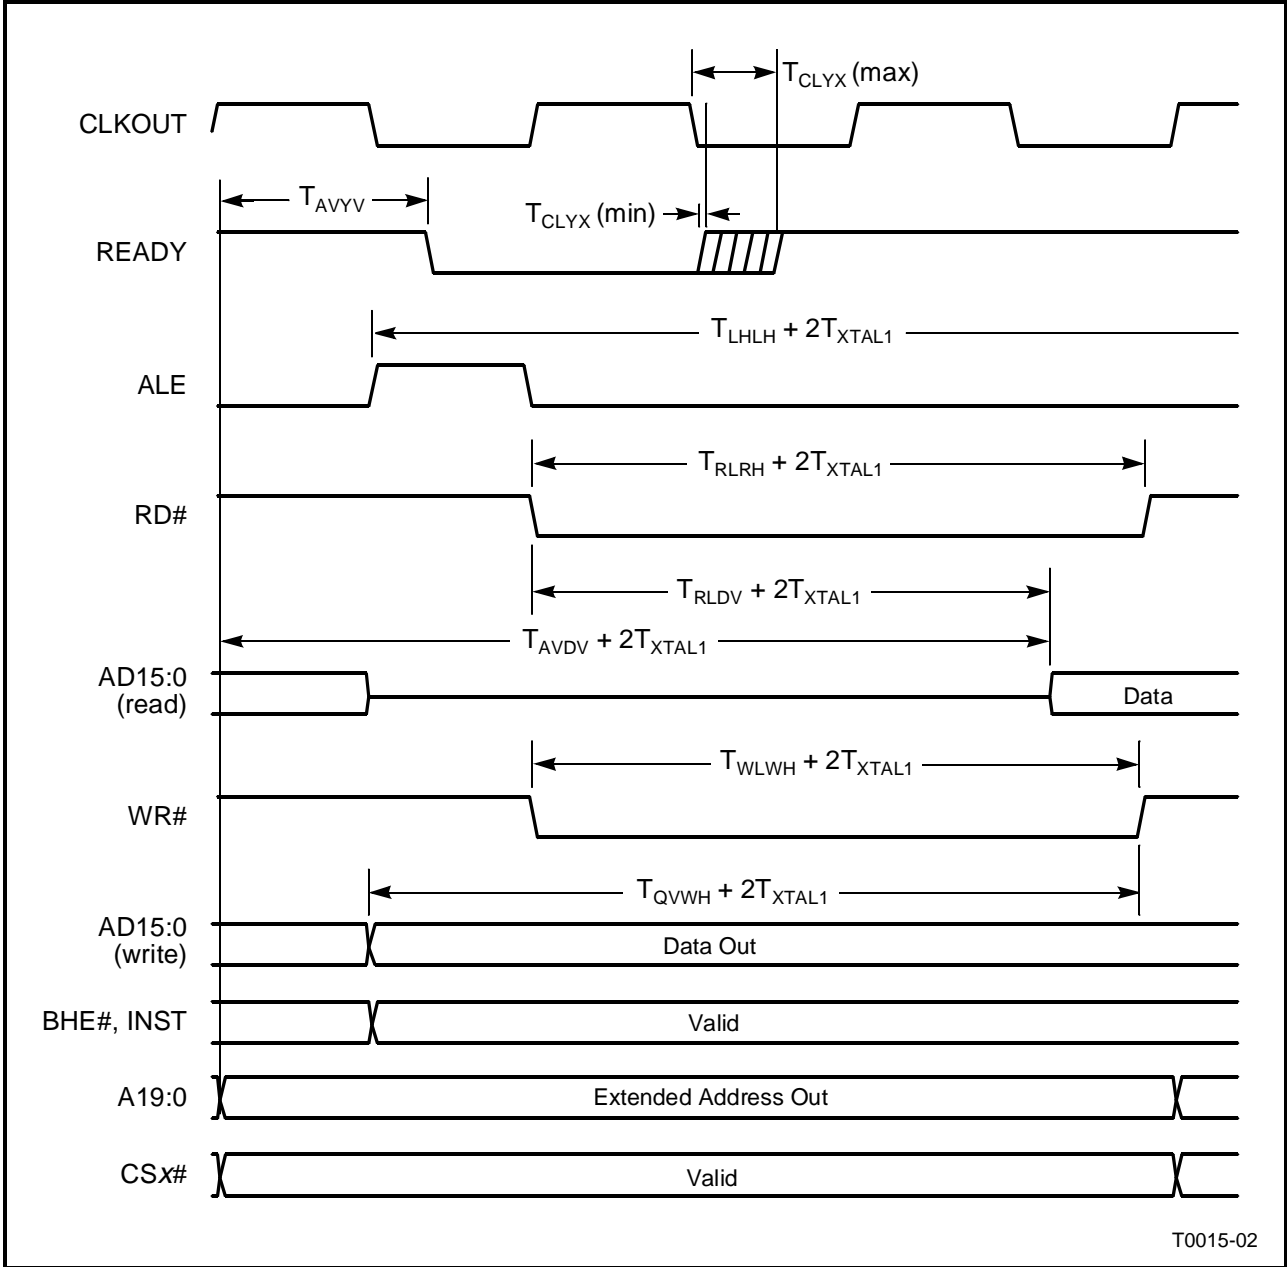 T_CLYX (max)
CLKOUT
T_AVYV
T_CLYX (min)
READY
T_LHLH + 2T_XTAL1
ALE
T_RLRH + 2T_XTAL1
RD#
T_RLDV + 2T_XTAL1
T_AVDV + 2T_XTAL1
AD15:0
(read)
Data
T_WLWH + 2T_XTAL1
WR#
T_QVWH + 2T_XTAL1
AD15:0
(write)
Data Out
BHE#, INST
Valid
A19:0
Extended Address Out
CSx#
Valid
T0015-02